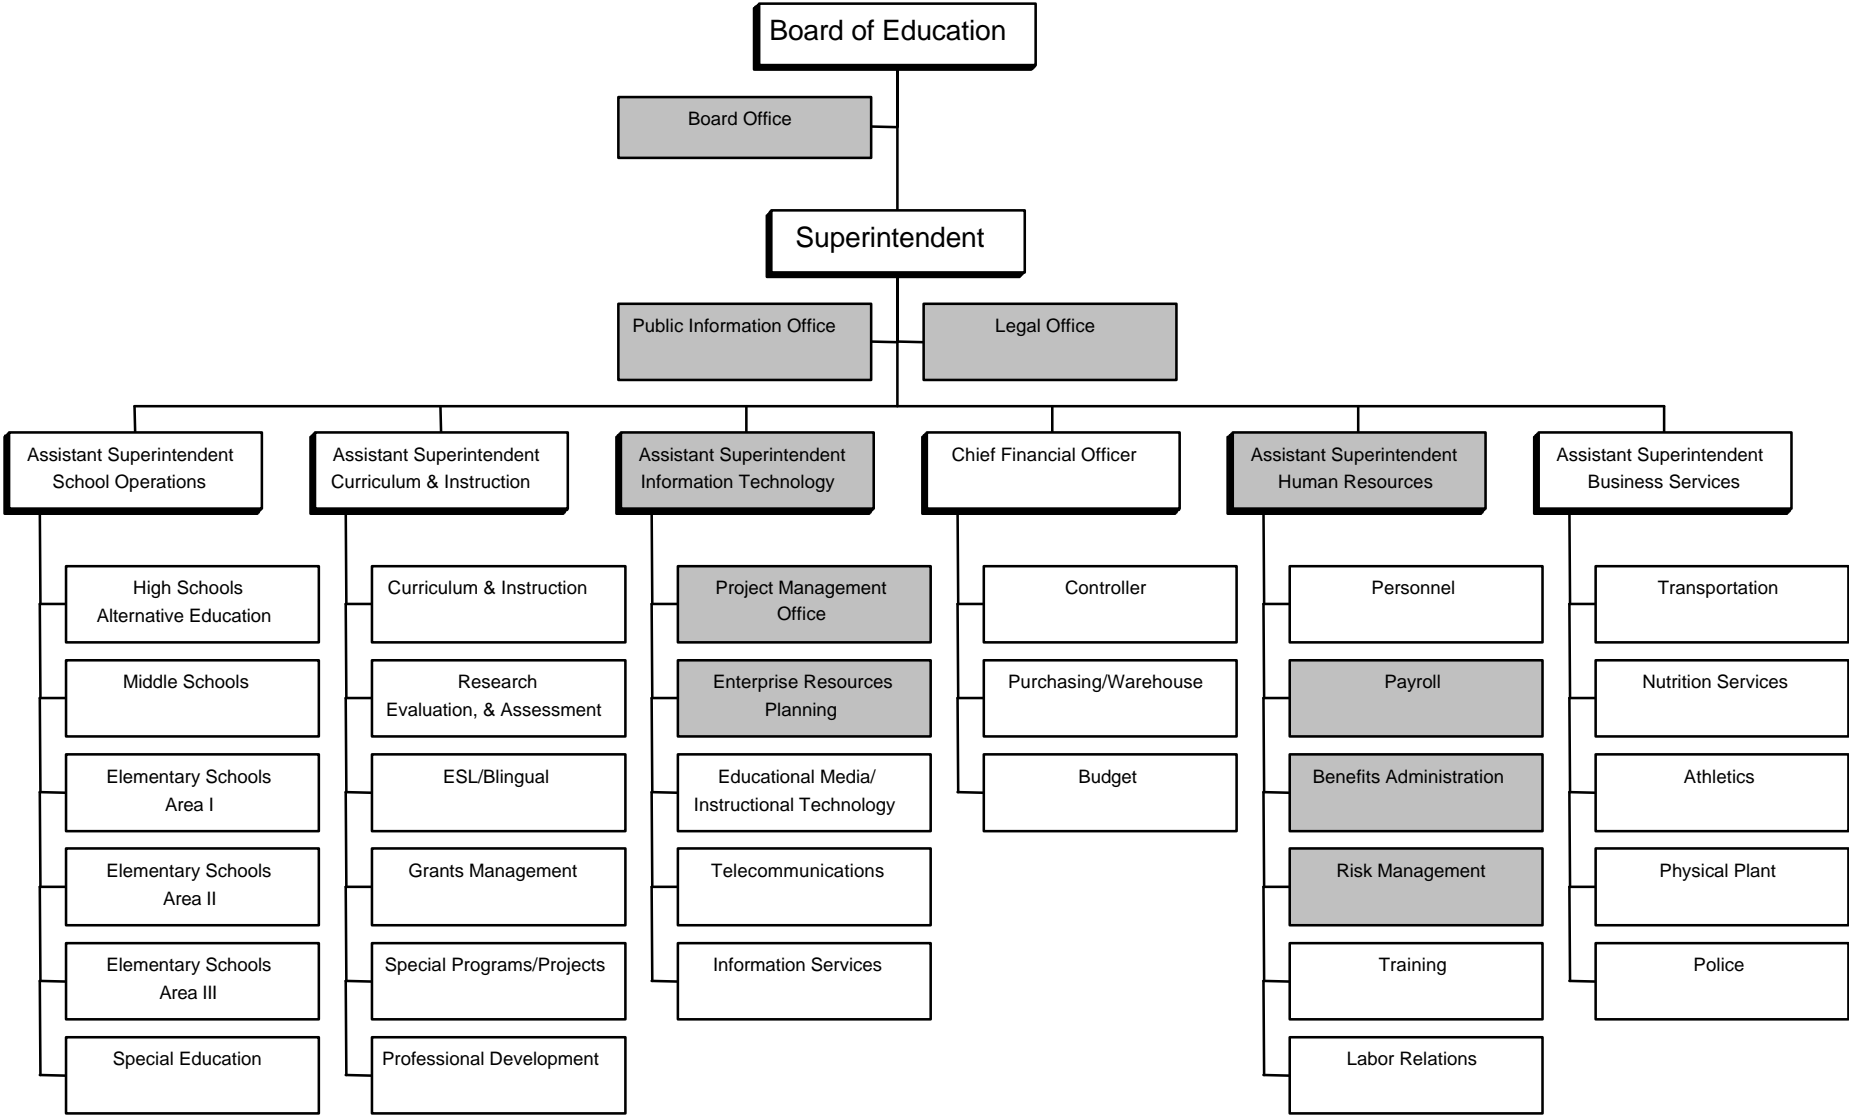 Board of Education
Board Office
Superintendent
Public Information Office
Legal Office
Assistant Superintendent
School Operations
Assistant Superintendent
Curriculum & Instruction
Assistant Superintendent
Information Technology
Chief Financial Officer
Assistant Superintendent
Human Resources
Assistant Superintendent
Business Services
High Schools
Alternative Education
Middle Schools
Elementary Schools
Area I
Elementary Schools
Area II
Elementary Schools
Area III
Special Education
Curriculum & Instruction
Research
Evaluation, & Assessment
ESL/Blingual
Grants Management
Special Programs/Projects
Professional Development
Project Management
Office
Enterprise Resources
Planning
Educational Media/
Instructional Technology
Telecommunications
Information Services
Controller
Purchasing/Warehouse
Budget
Personnel
Payroll
Benefits Administration
Risk Management
Training
Labor Relations
Transportation
Nutrition Services
Athletics
Physical Plant
Police